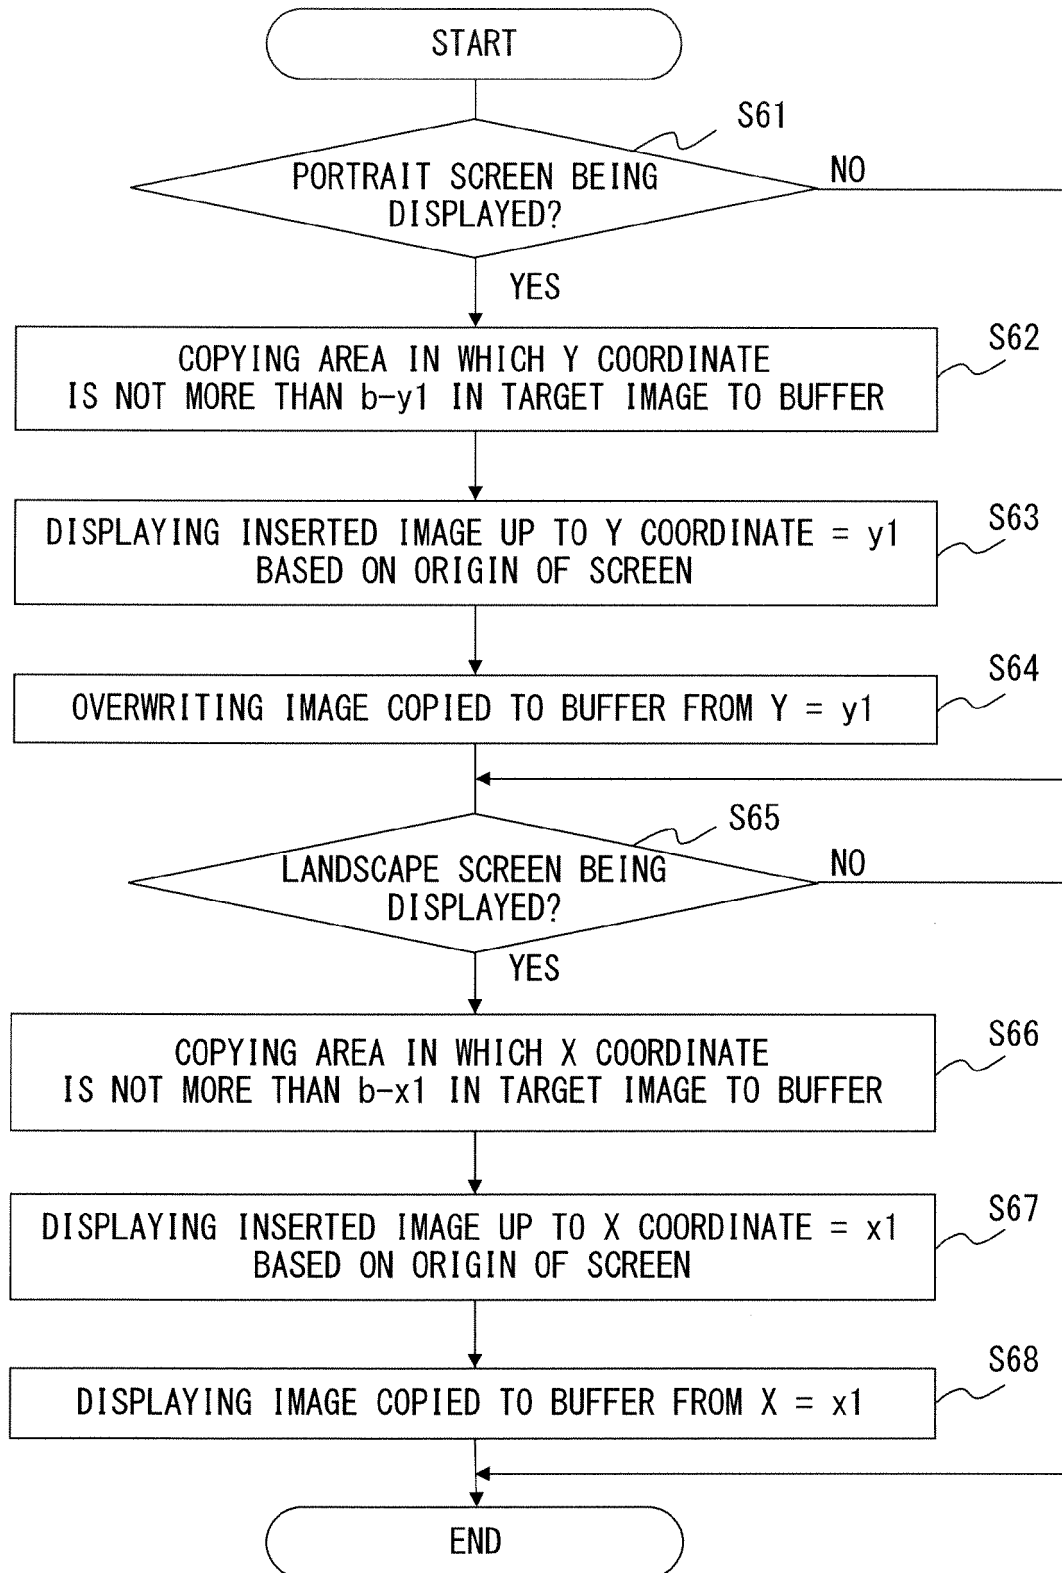 START
S61
PORTRAIT SCREEN BEING
DISPLAYED?
NO
YES
S62
COPYING AREA IN WHICH Y COORDINATE
IS NOT MORE THAN b-y1 IN TARGET IMAGE TO BUFFER
S63
DISPLAYING INSERTED IMAGE UP TO Y COORDINATE = y1
BASED ON ORIGIN OF SCREEN
S64
OVERWRITING IMAGE COPIED TO BUFFER FROM Y = y1
S65
LANDSCAPE SCREEN BEING
DISPLAYED?
NO
YES
S66
COPYING AREA IN WHICH X COORDINATE
IS NOT MORE THAN b-x1 IN TARGET IMAGE TO BUFFER
S67
DISPLAYING INSERTED IMAGE UP TO X COORDINATE = x1
BASED ON ORIGIN OF SCREEN
S68
DISPLAYING IMAGE COPIED TO BUFFER FROM X = x1
END